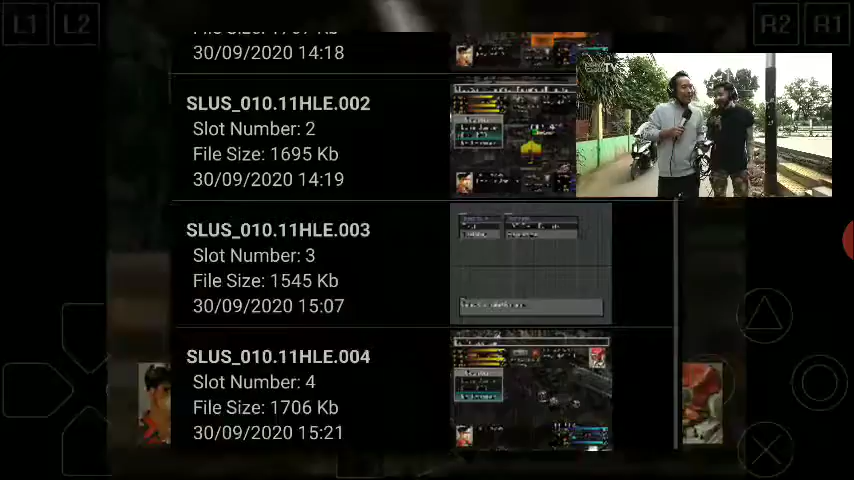 L1
L2
R2
R1
30/09/2020 14:18
SLUS_010.11HLE.002
Slot Number: 2
File Size: 1695 Kb
30/09/2020 14:19
SLUS_010.11HLE.003
Slot Number: 3
File Size: 1545 Kb
30/09/2020 15:07
SLUS_010.11HLE.004
Slot Number: 4
File Size: 1706 Kb
30/09/2020 15:21